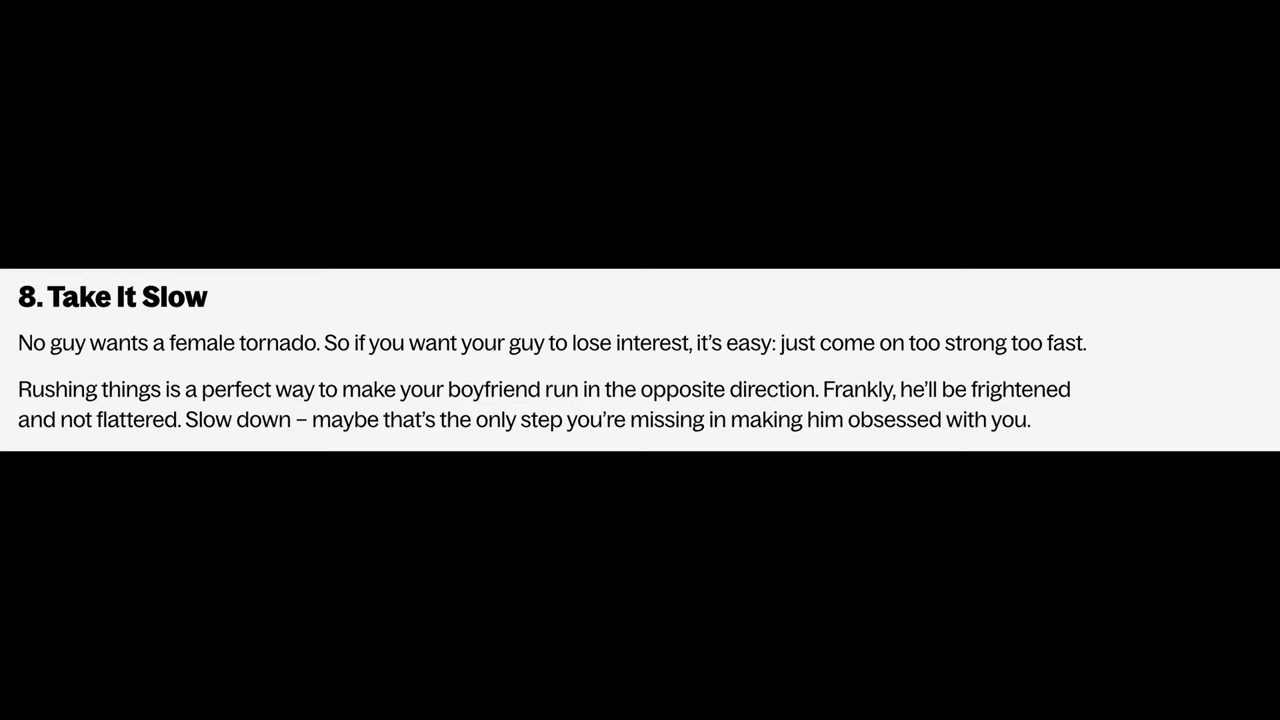 8. Take It Slow
No guy wants a female tornado. So if you want your guy to lose interest, it’s easy: just come on too strong too fast.
Rushing things is a perfect way to make your boyfriend run in the opposite direction. Frankly, he’ll be frightened
and not flattered. Slow down – maybe that’s the only step you’re missing in making him obsessed with you.